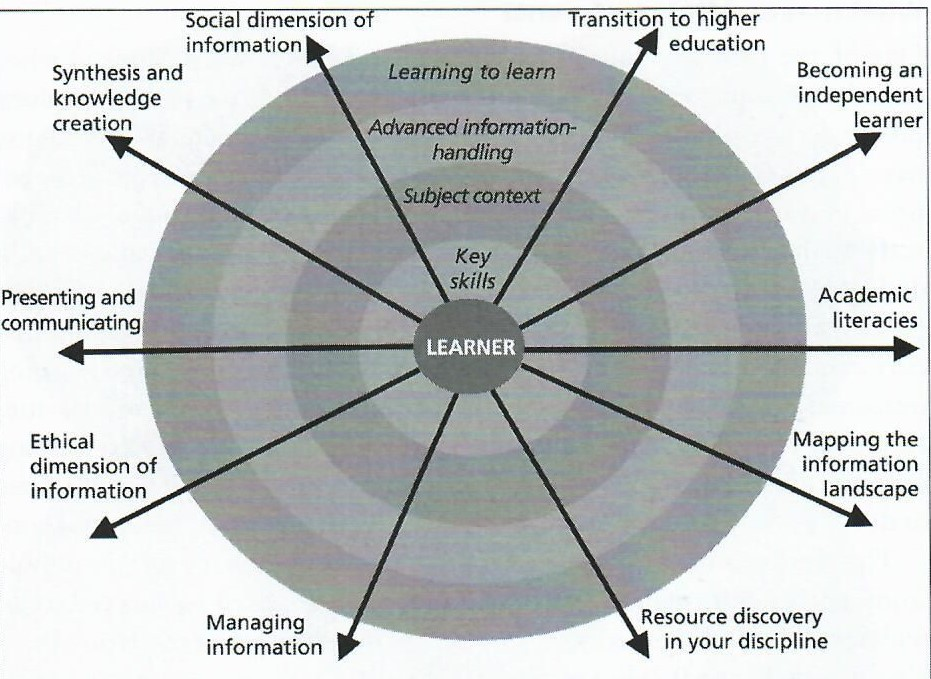 Social dimension of
information
Transition to higher
education
Synthesis and
knowledge
creation
Learning to learn
Becoming an
independent
learner
Advanced information-
handling
Subject context
Key
skills
Presenting and
communicating
LEARNER
Academic
literacies
Ethical
dimension of
information
Mapping the
information
landscape
Managing
information
Resource discovery
in your discipline